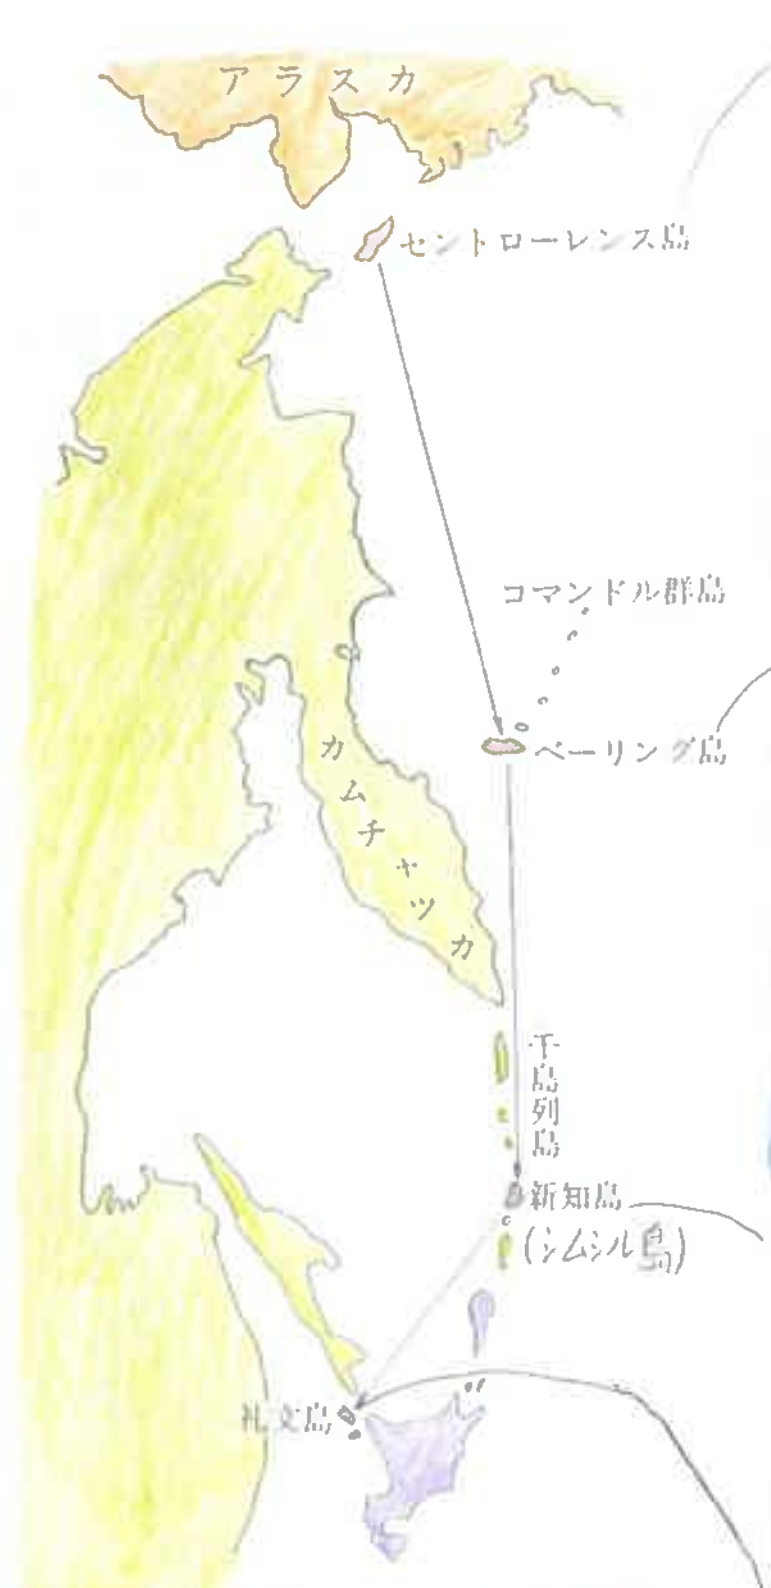 アラスカ
セントローレンス島
コマンドル群島
ベーリング島
カムチャツカ
千島列島
新知島
(シムシル島)
礼文島